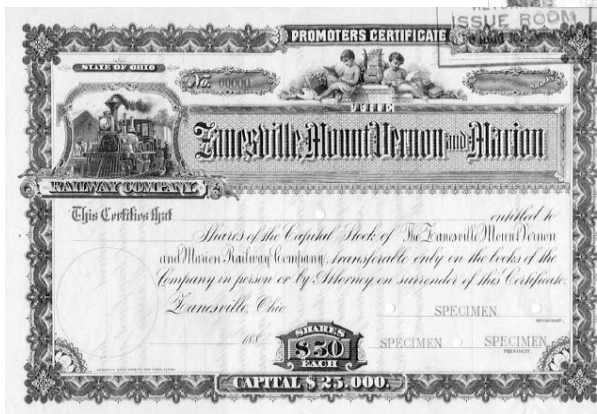 ISSUE ROOM
PROMOTERS CERTIFICATE
STATE OF OHIO
No. 00000
THE
Zanesville, Mount Vernon and Marion
RAILWAY COMPANY.
This Certifies that entitled to
Shares of the Capital Stock of The Zanesville Mount Vernon
and Marion Railway Company, transferable only on the books of the
Company in person or by Attorney on surrender of this Certificate.
Zanesville, Ohio SPECIMEN
188 SPECIMEN SPECIMEN
PRESIDENT
SHARES
$50
EACH
CAPITAL $25.000.